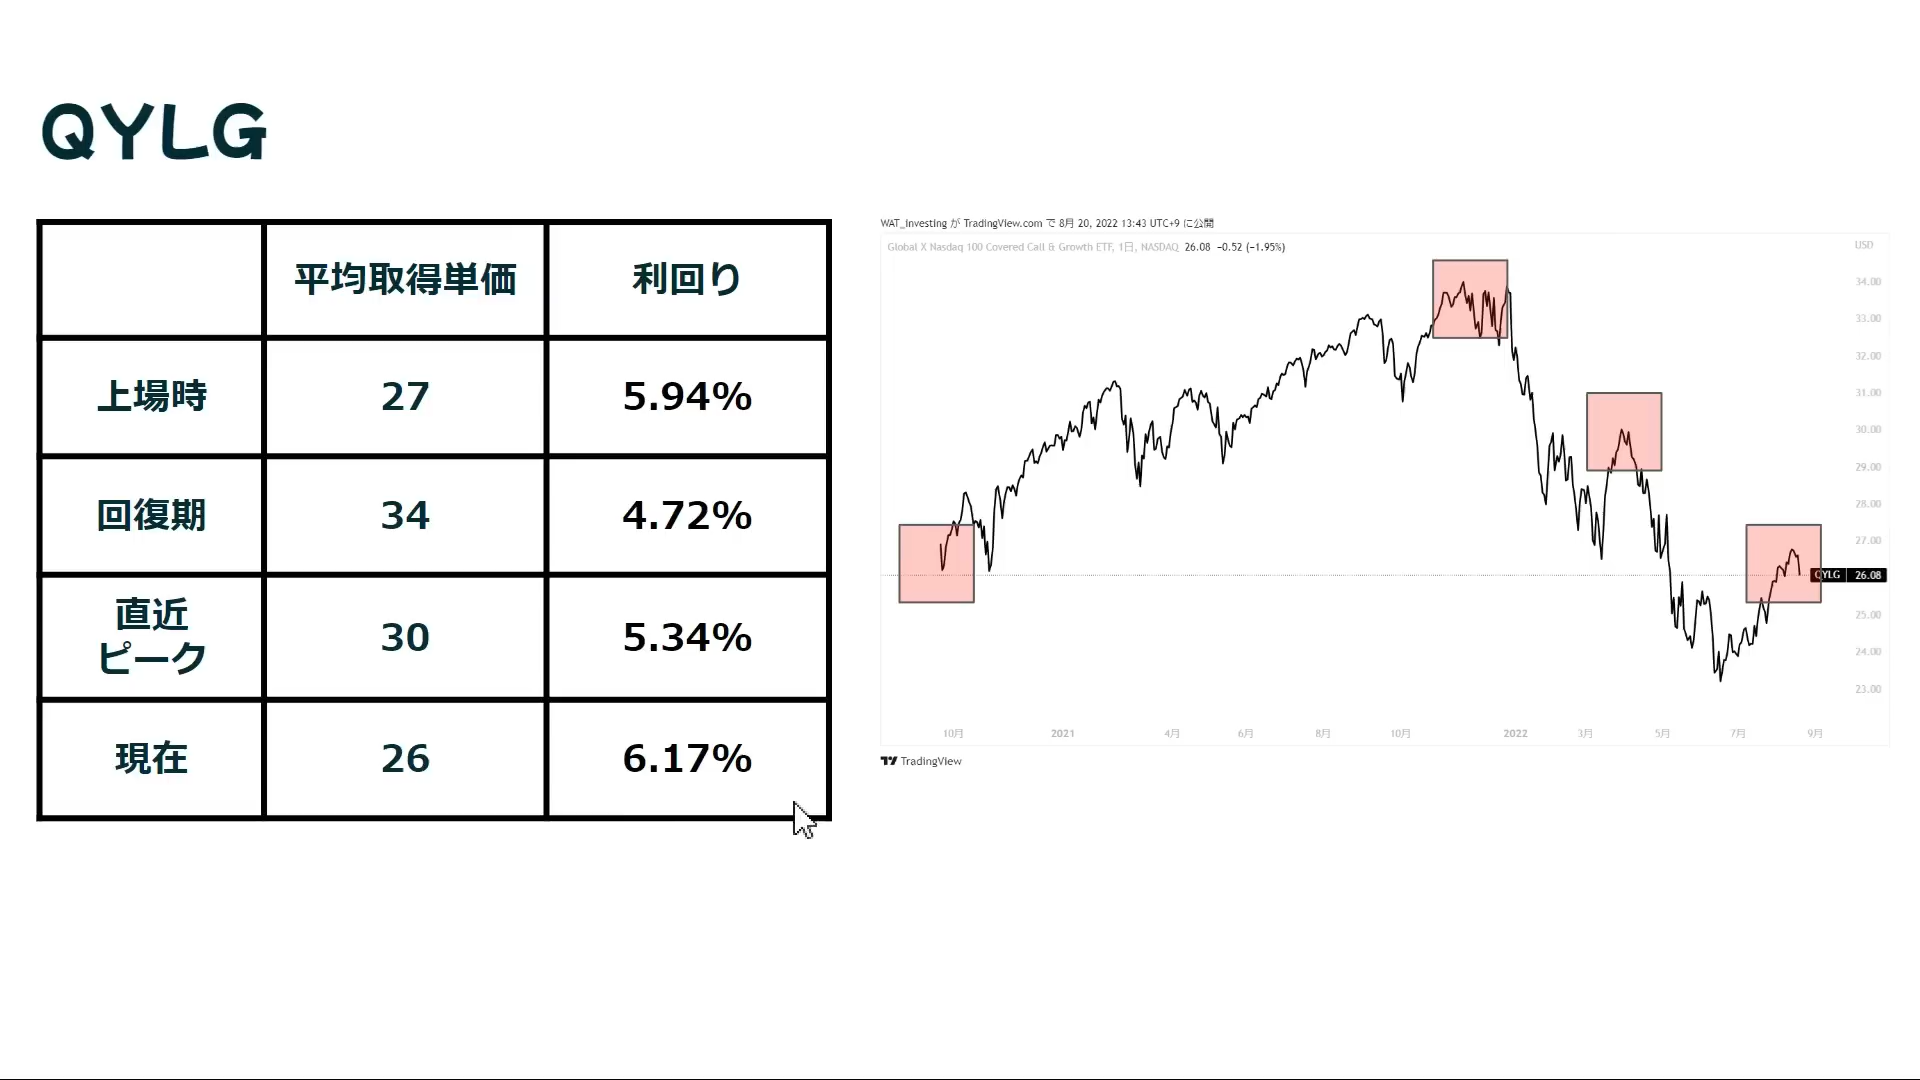 QYLG
平均取得単価 利回り
上場時 27 5.94%
回復期 34 4.72%
直近
ピーク 30 5.34%
現在 26 6.17%
WAT_Investing が TradingView.com で 8月 20, 2022 13:43 UTC+9 に公開
Global X Nasdaq 100 Covered Call & Growth ETF, 1日, NASDAQ 26.08 −0.52 (−1.95%)
USD
34.00
33.00
32.00
31.00
30.00
29.00
28.00
27.00
QYLG 26.08
25.00
24.00
23.00
10月 2021 4月 6月 8月 10月 2022 3月 5月 7月 9月
TradingView